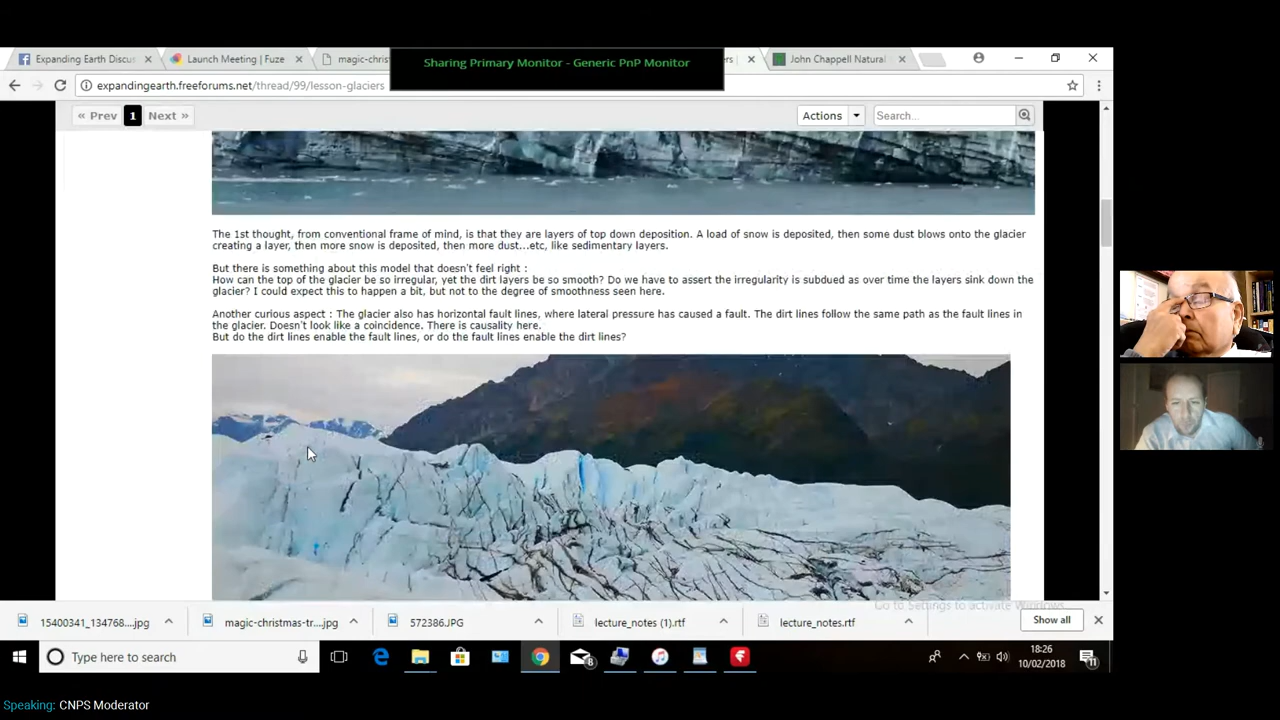 Sharing Primary Monitor - Generic PnP Monitor
Expanding Earth Discu
Launch Meeting | Fuze
magic-christ
rs |
John Chappell Natural
expandingearth.freeforums.net/thread/99/lesson-glaciers
« Prev 1 Next »
Actions
Search...
The 1st thought, from conventional frame of mind, is that they are layers of top down deposition. A load of snow is deposited, then some dust blows onto the glacier
creating a layer, then more snow is deposited, then more dust...etc, like sedimentary layers.
But there is something about this model that doesn't feel right :
How can the top of the glacier be so irregular, yet the dirt layers be so smooth? Do we have to assert the irregularity is subdued as over time the layers sink down the
glacier? I could expect this to happen a bit, but not to the degree of smoothness seen here.
Another curious aspect : The glacier also has horizontal fault lines, where lateral pressure has caused a fault. The dirt lines follow the same path as the fault lines in
the glacier. Doesn't look like a coincidence. There is causality here.
But do the dirt lines enable the fault lines, or do the fault lines enable the dirt lines?
Go to Settings to activate Windows.
15400341_134768....jpg
magic-christmas-tr....jpg
572386.JPG
lecture_notes (1).rtf
lecture_notes.rtf
Show all
Type here to search
8
18:26
10/02/2018
11
Speaking: CNPS Moderator